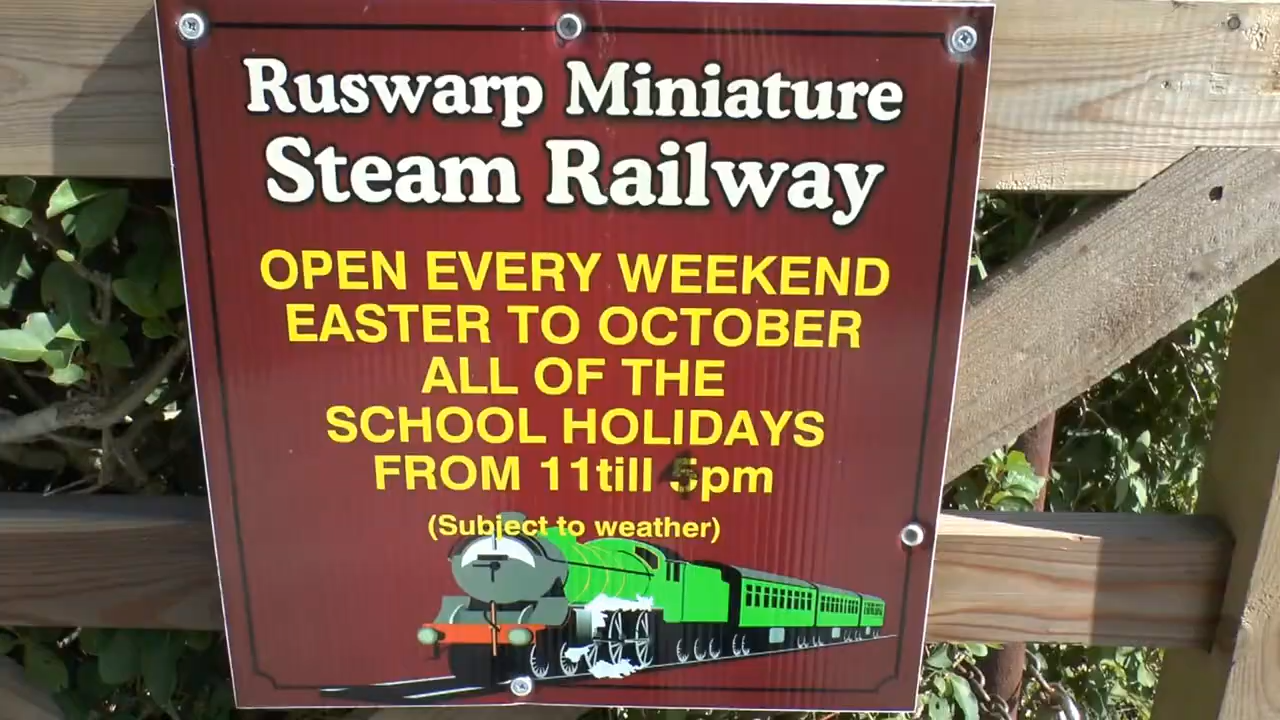 Ruswarp Miniature
Steam Railway
OPEN EVERY WEEKEND
EASTER TO OCTOBER
ALL OF THE
SCHOOL HOLIDAYS
FROM 11till 5pm
(Subject to weather)